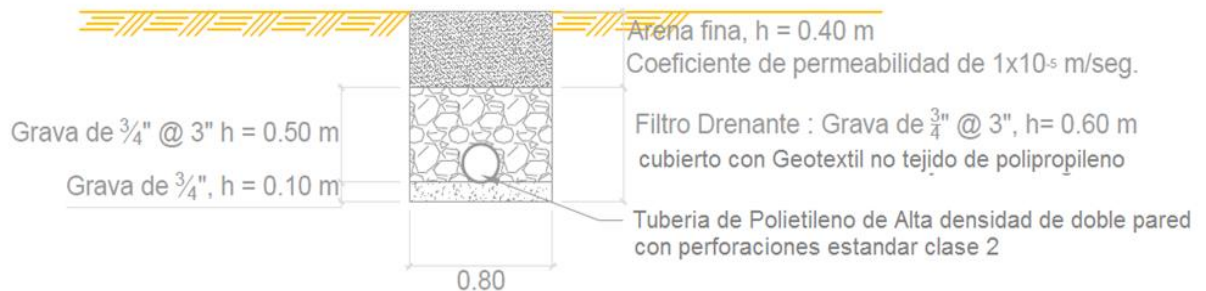 Arena fina, h = 0.40 m
Coeficiente de permeabilidad de 1x10-5 m/seg.
Grava de ¾" @ 3" h = 0.50 m
Grava de ¾", h = 0.10 m
Filtro Drenante : Grava de ¾" @ 3", h= 0.60 m
cubierto con Geotextil no tejido de polipropileno
Tuberia de Polietileno de Alta densidad de doble pared
con perforaciones estandar clase 2
0.80